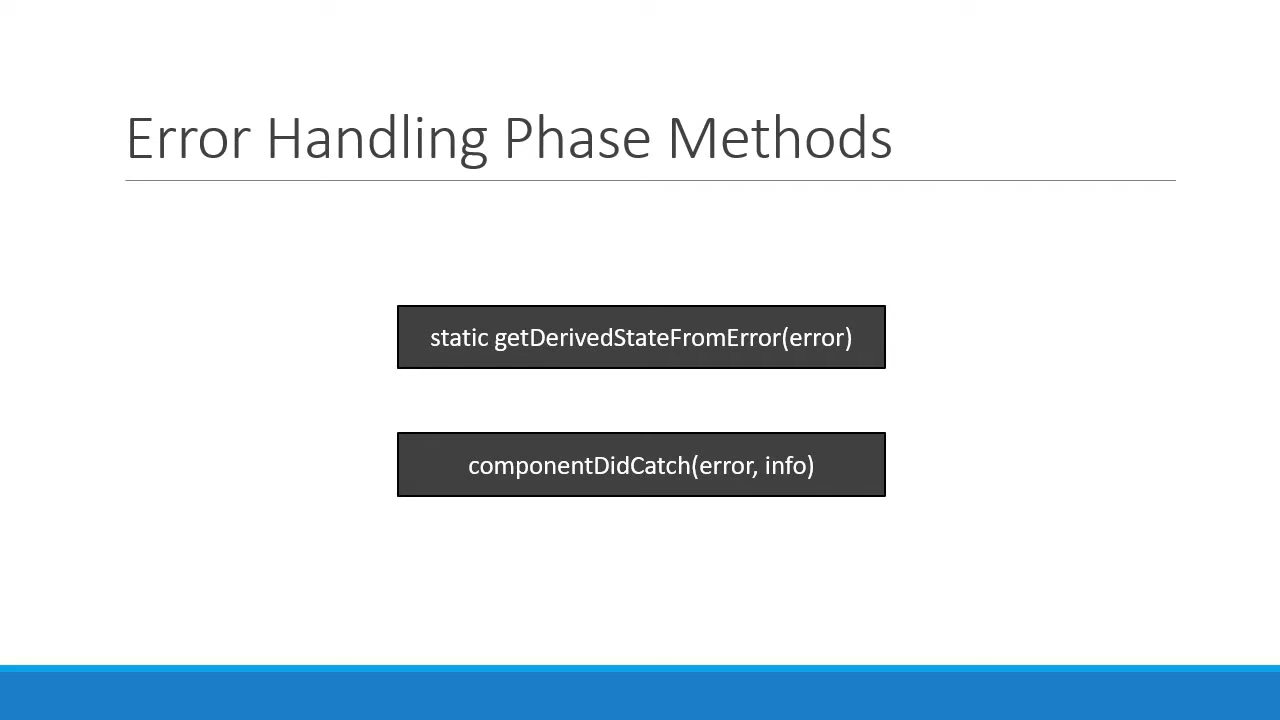 Error Handling Phase Methods
static getDerivedStateFromError(error)
componentDidCatch(error, info)